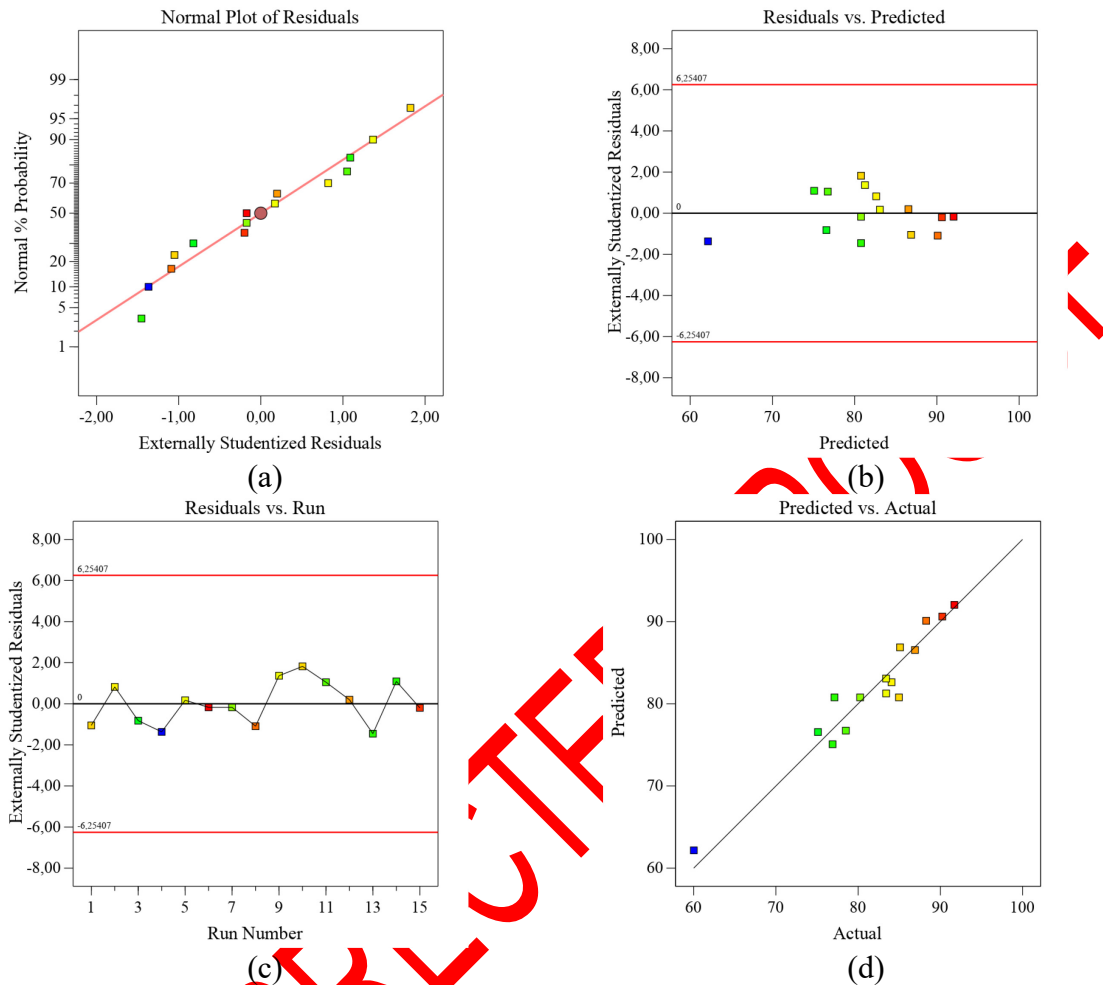 Normal Plot of Residuals
Normal % Probability
99
95
90
70
50
20
10
5
1
-2,00 -1,00 0,00 1,00 2,00
Externally Studentized Residuals
(a)
Residuals vs. Predicted
Externally Studentized Residuals
8,00
6,00
4,00
2,00
0,00
-2,00
-4,00
-6,00
-8,00
6,25407
0
-6,25407
60 70 80 90 100
Predicted
(b)
Residuals vs. Run
Externally Studentized Residuals
8,00
6,00
4,00
2,00
0,00
-2,00
-4,00
-6,00
-8,00
6,25407
0
-6,25407
1 3 5 7 9 11 13 15
Run Number
(c)
Predicted vs. Actual
Predicted
100
90
80
70
60
60 70 80 90 100
Actual
(d)